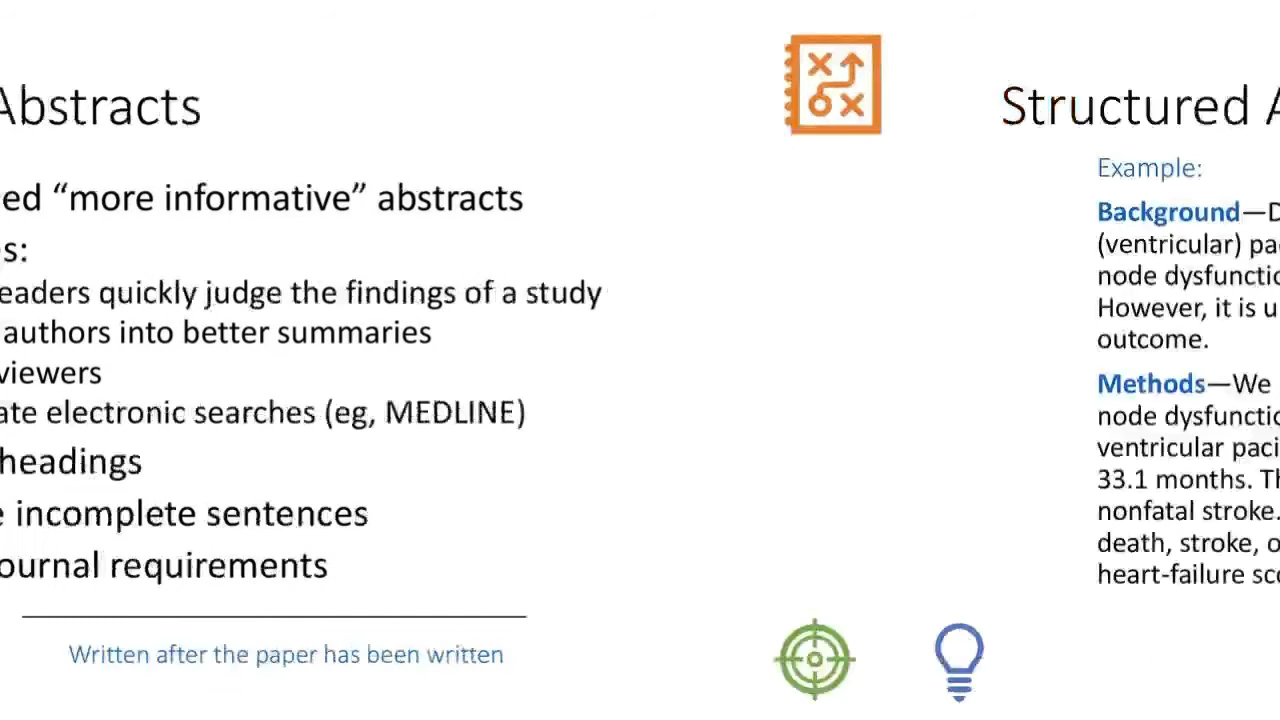 Abstracts
ed “more informative” abstracts
s:
eaders quickly judge the findings of a study
authors into better summaries
viewers
ate electronic searches (eg, MEDLINE)
headings
e incomplete sentences
ournal requirements
Written after the paper has been written
Structured A
Example:
Background—D
(ventricular) pa
node dysfunctio
However, it is u
outcome.
Methods—We
node dysfunctio
ventricular paci
33.1 months. Th
nonfatal stroke.
death, stroke, o
heart-failure sco